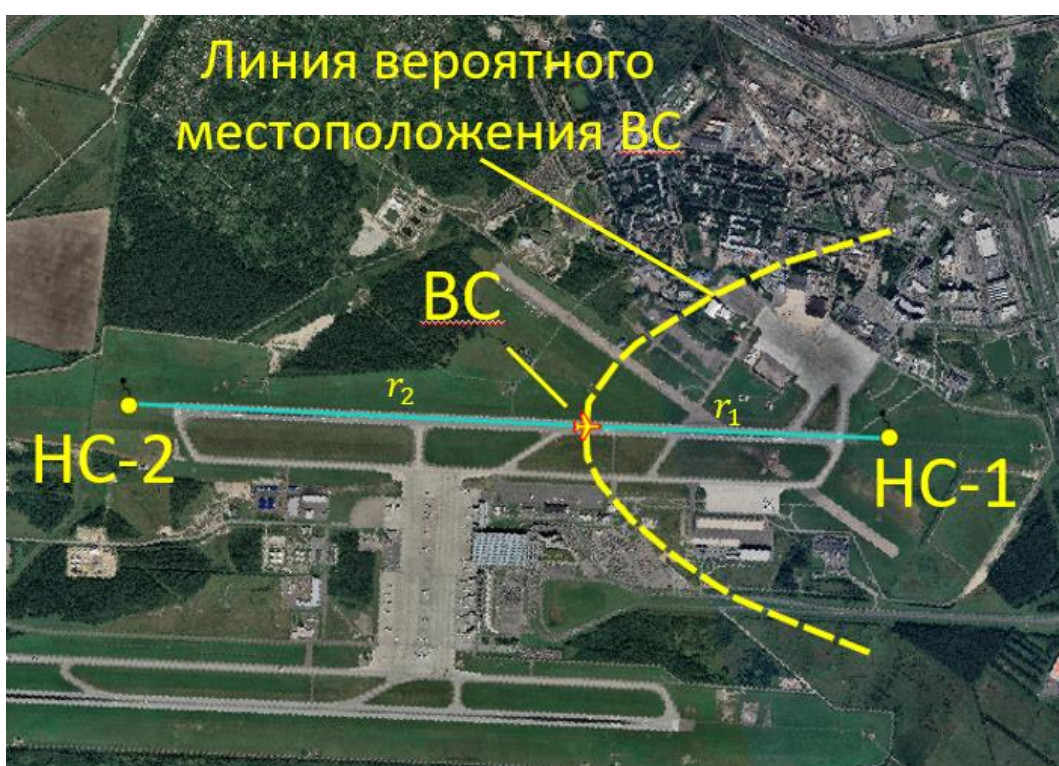 Линия вероятного
местоположения ВС
ВС
r₂
r₁
НС-2
НС-1